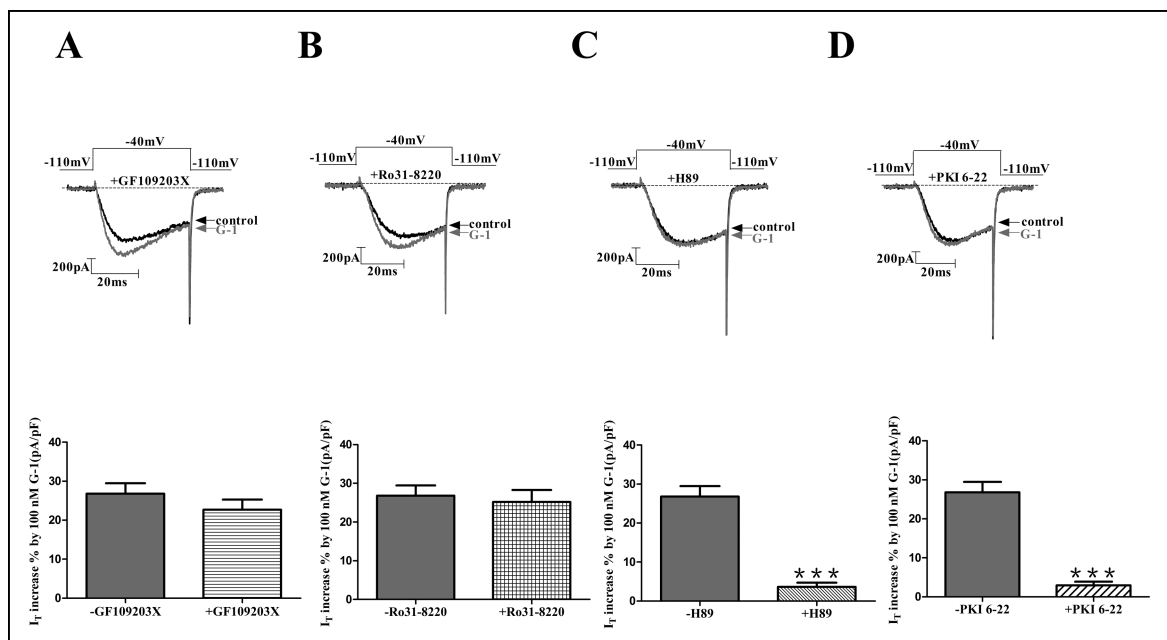 A
B
C
D
-40mV
-110mV
-110mV
+GF109203X
control
G-1
200pA
20ms
-40mV
-110mV
-110mV
+Ro31-8220
control
G-1
200pA
20ms
-40mV
-110mV
-110mV
+H89
control
G-1
200pA
20ms
-40mV
-110mV
-110mV
+PKI 6-22
control
G-1
200pA
20ms
I_T increase % by 100 nM G-1(pA/pF)
40
30
20
10
0
-GF109203X
+GF109203X
I_T increase % by 100 nM G-1(pA/pF)
40
30
20
10
0
-Ro31-8220
+Ro31-8220
I_T increase % by 100 nM G-1(pA/pF)
40
30
20
10
0
***
-H89
+H89
I_T increase % by 100 nM G-1(pA/pF)
40
30
20
10
0
***
-PKI 6-22
+PKI 6-22